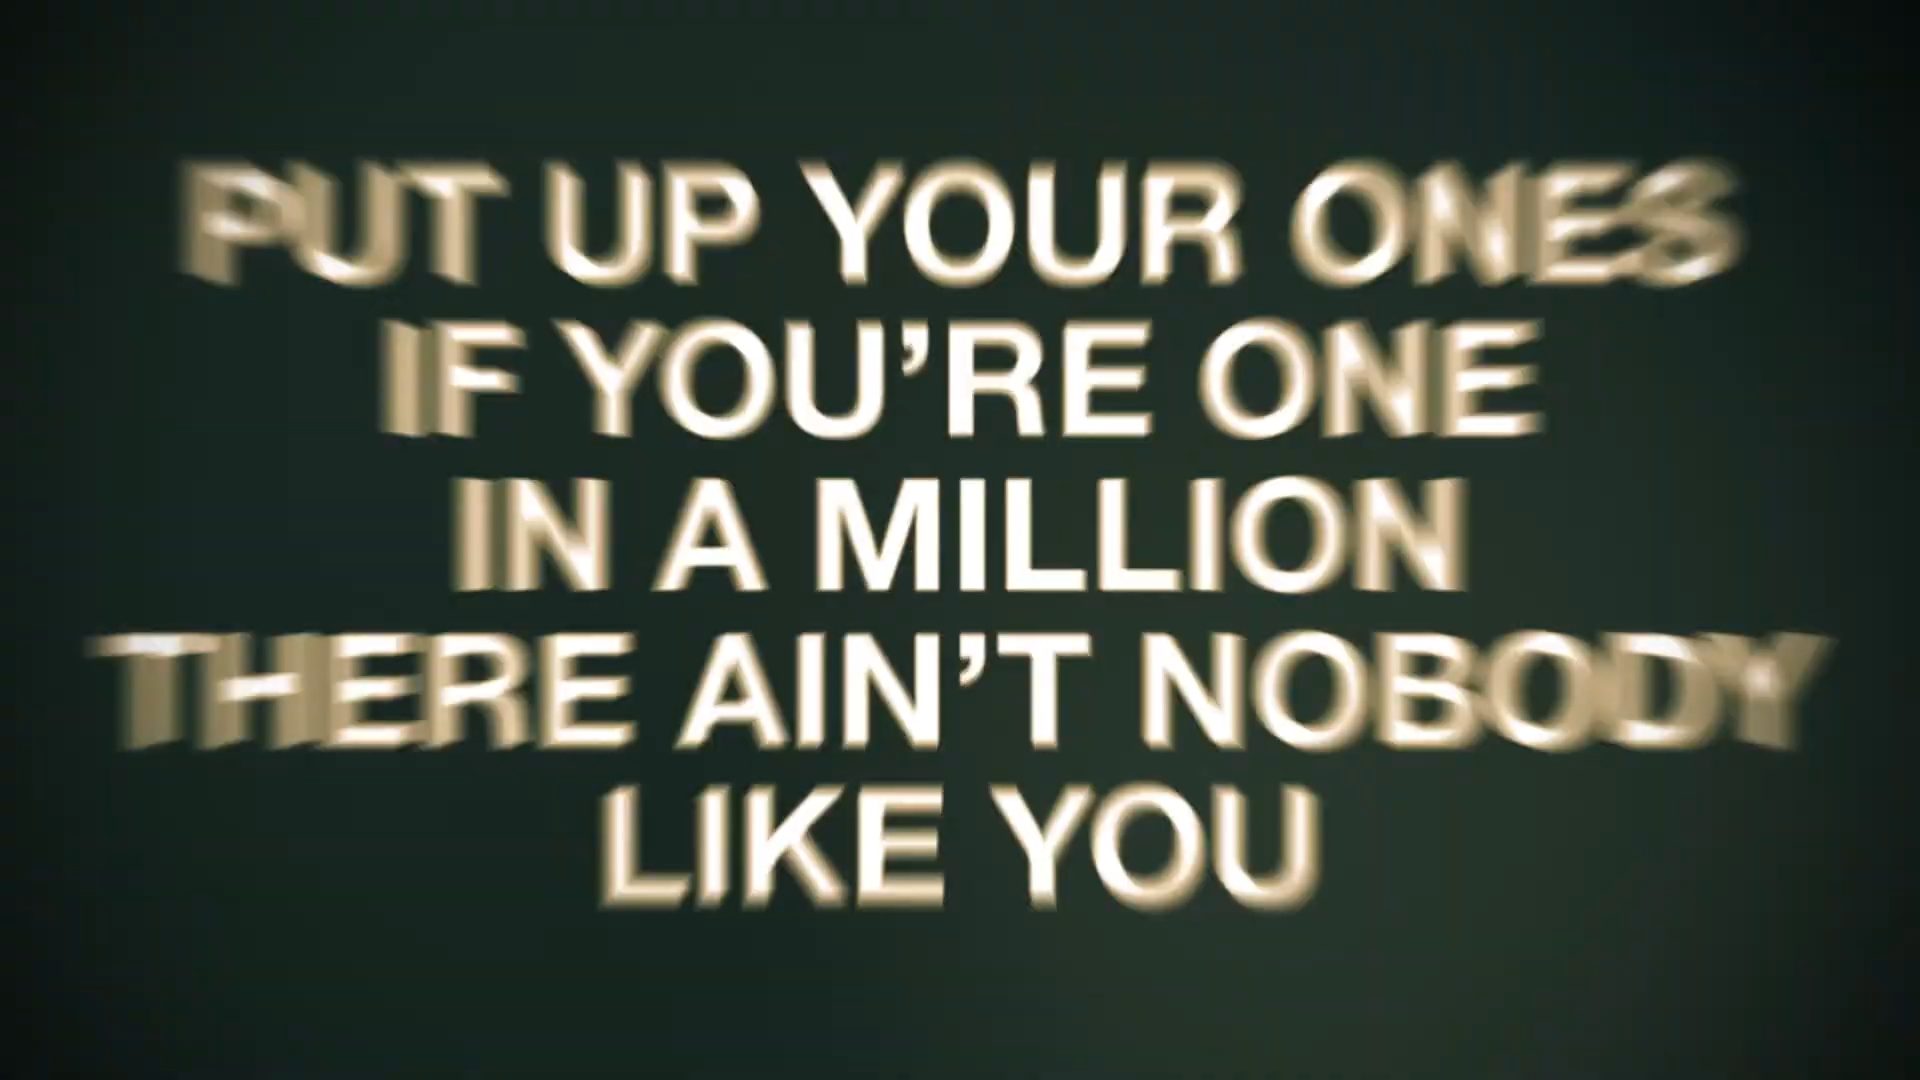 PUT UP YOUR ONES
IF YOU’RE ONE
IN A MILLION
THERE AIN’T NOBODY
LIKE YOU